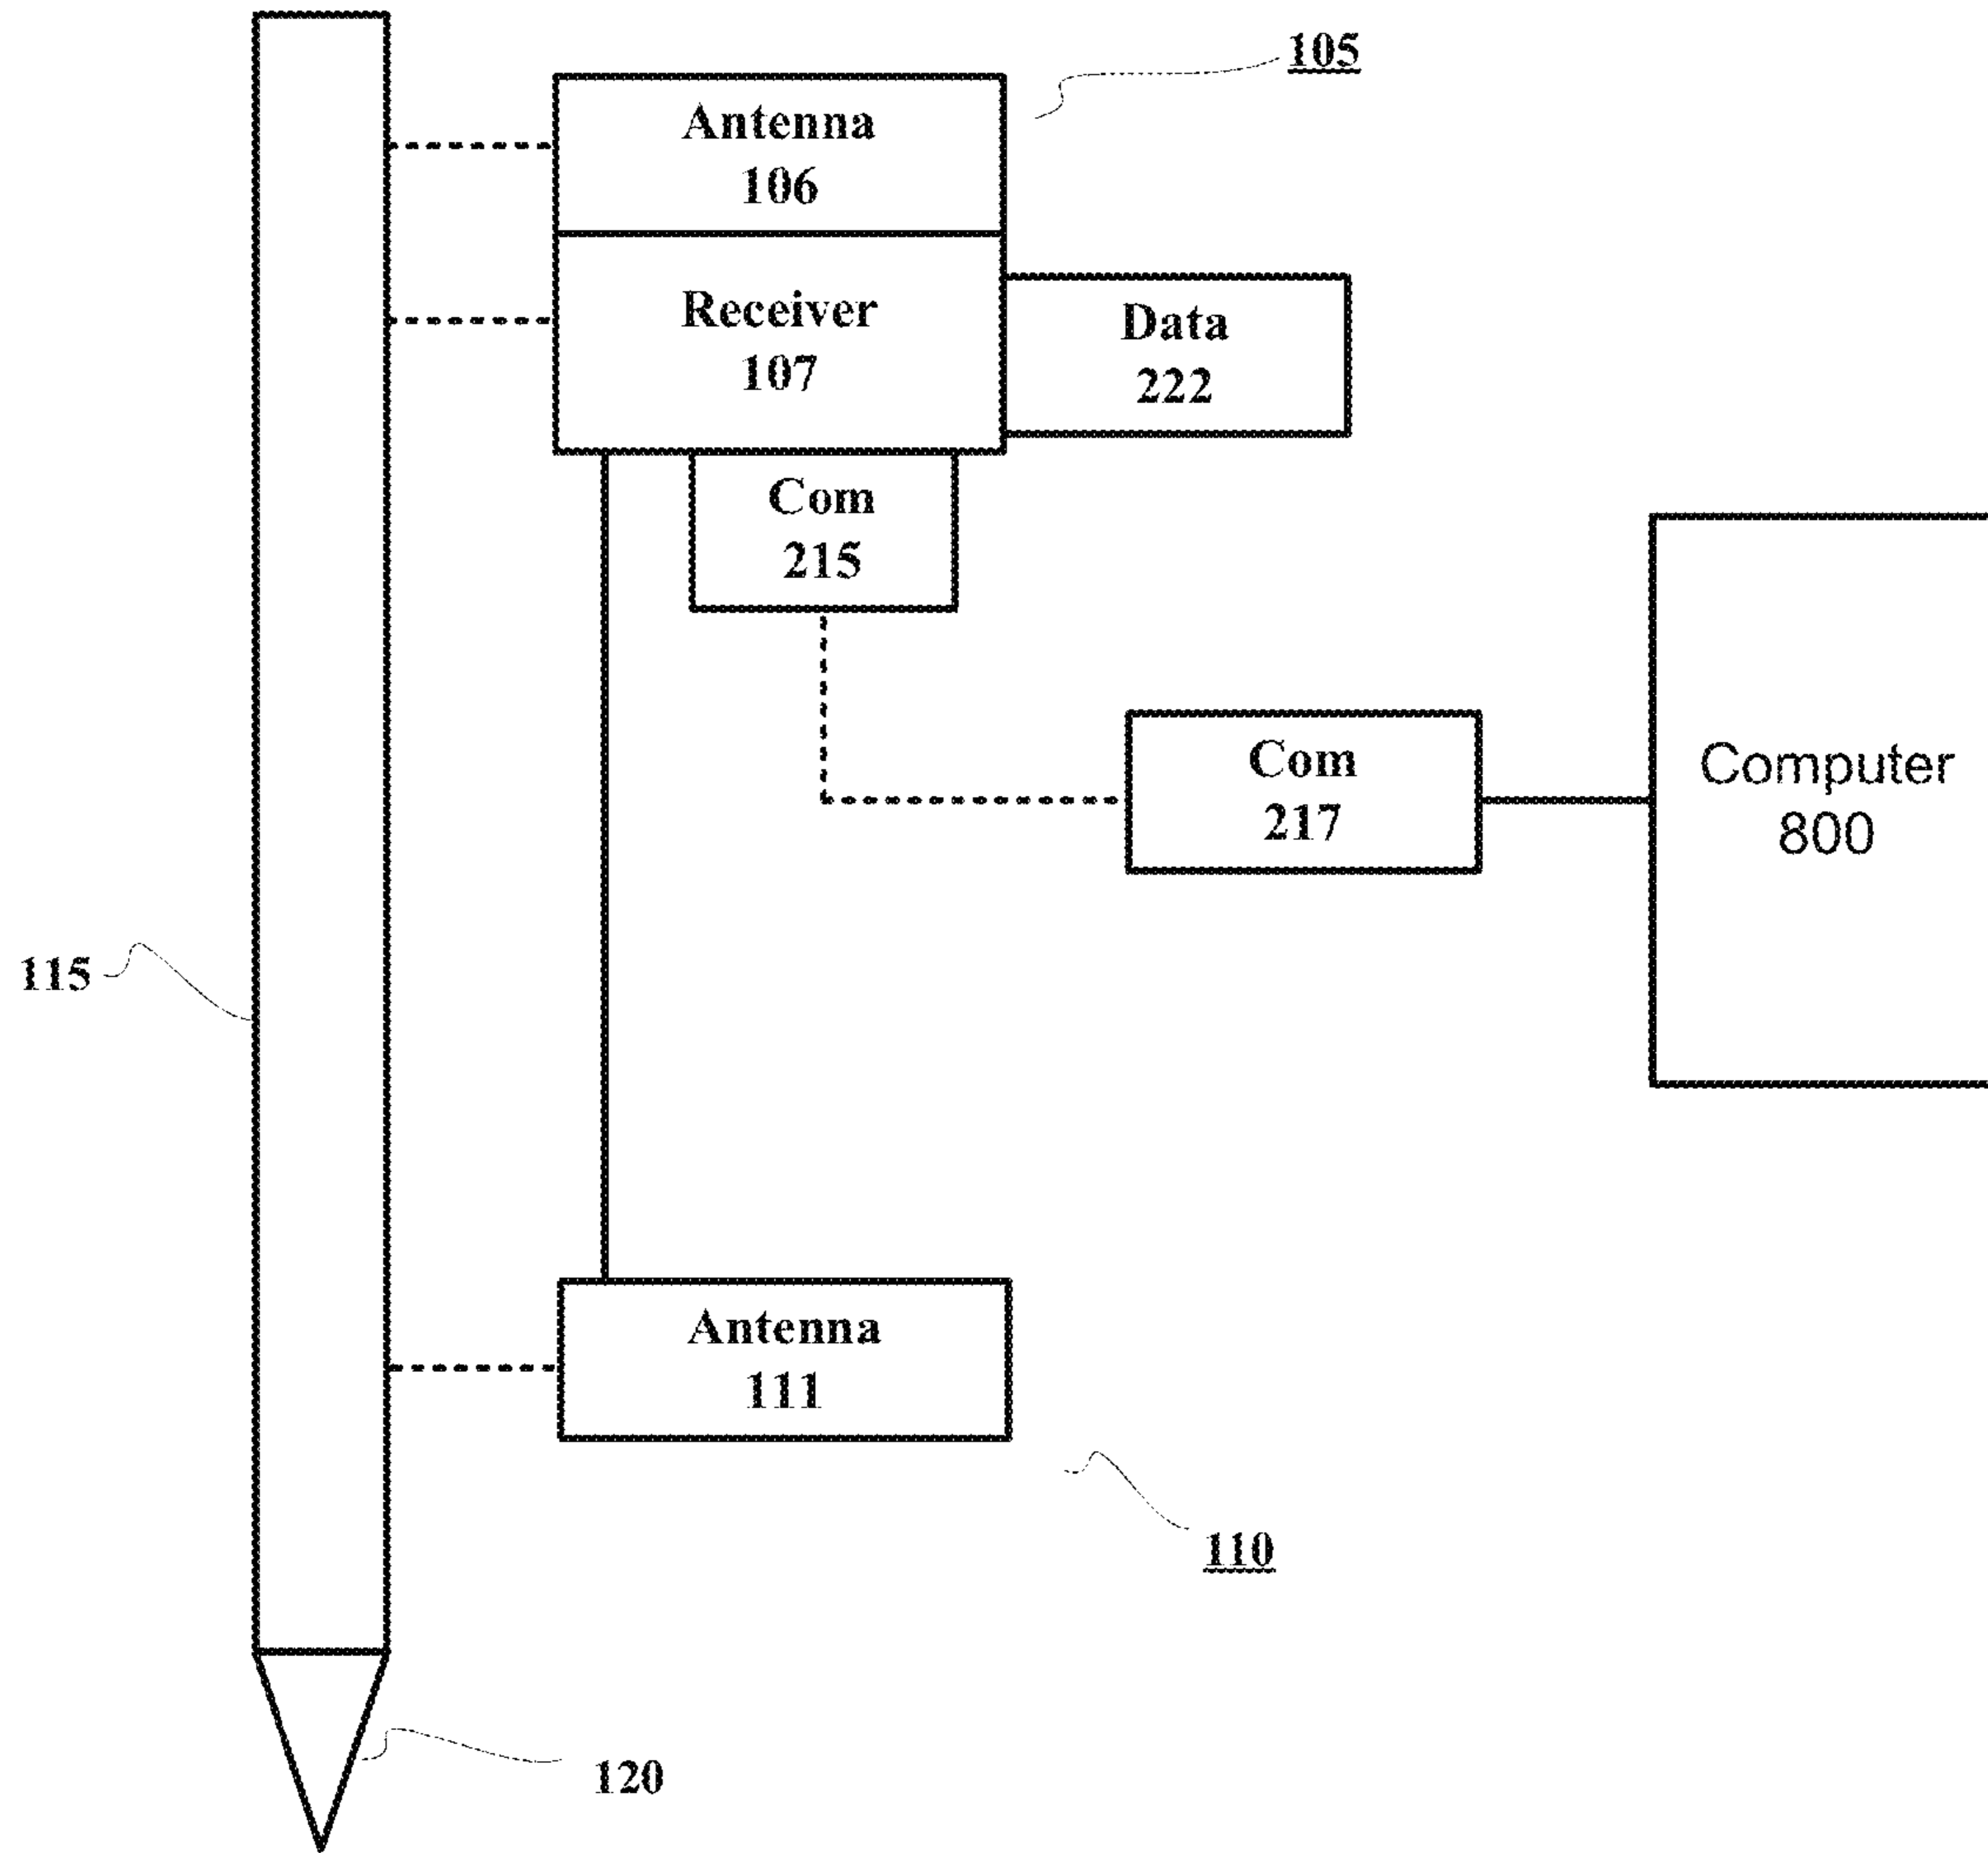 105
Antenna
106
Receiver
107
Data
222
Com
215
Com
217
Computer
800
115
Antenna
111
110
120